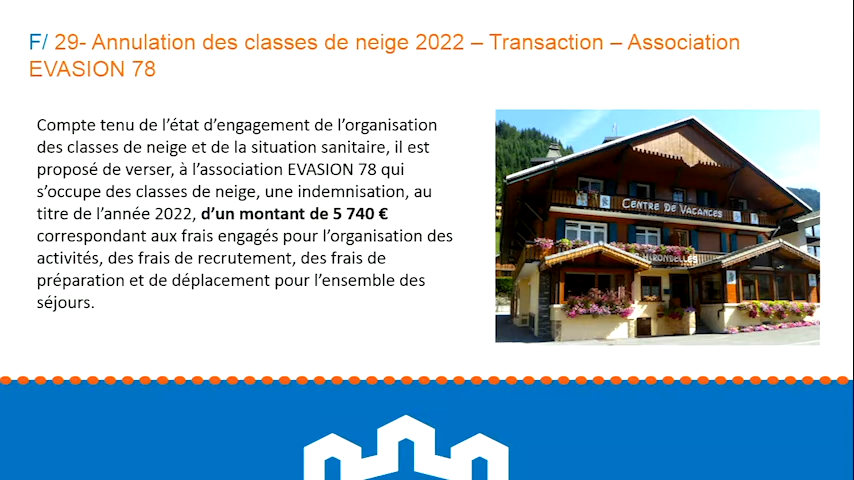 F/ 29- Annulation des classes de neige 2022 – Transaction – Association
EVASION 78
Compte tenu de l’état d’engagement de l’organisation
des classes de neige et de la situation sanitaire, il est
proposé de verser, à l’association EVASION 78 qui
s’occupe des classes de neige, une indemnisation, au
titre de l’année 2022, d’un montant de 5 740 €
correspondant aux frais engagés pour l’organisation des
activités, des frais de recrutement, des frais de
préparation et de déplacement pour l’ensemble des
séjours.
CENTRE DE VACANCES
HIRONDELLES